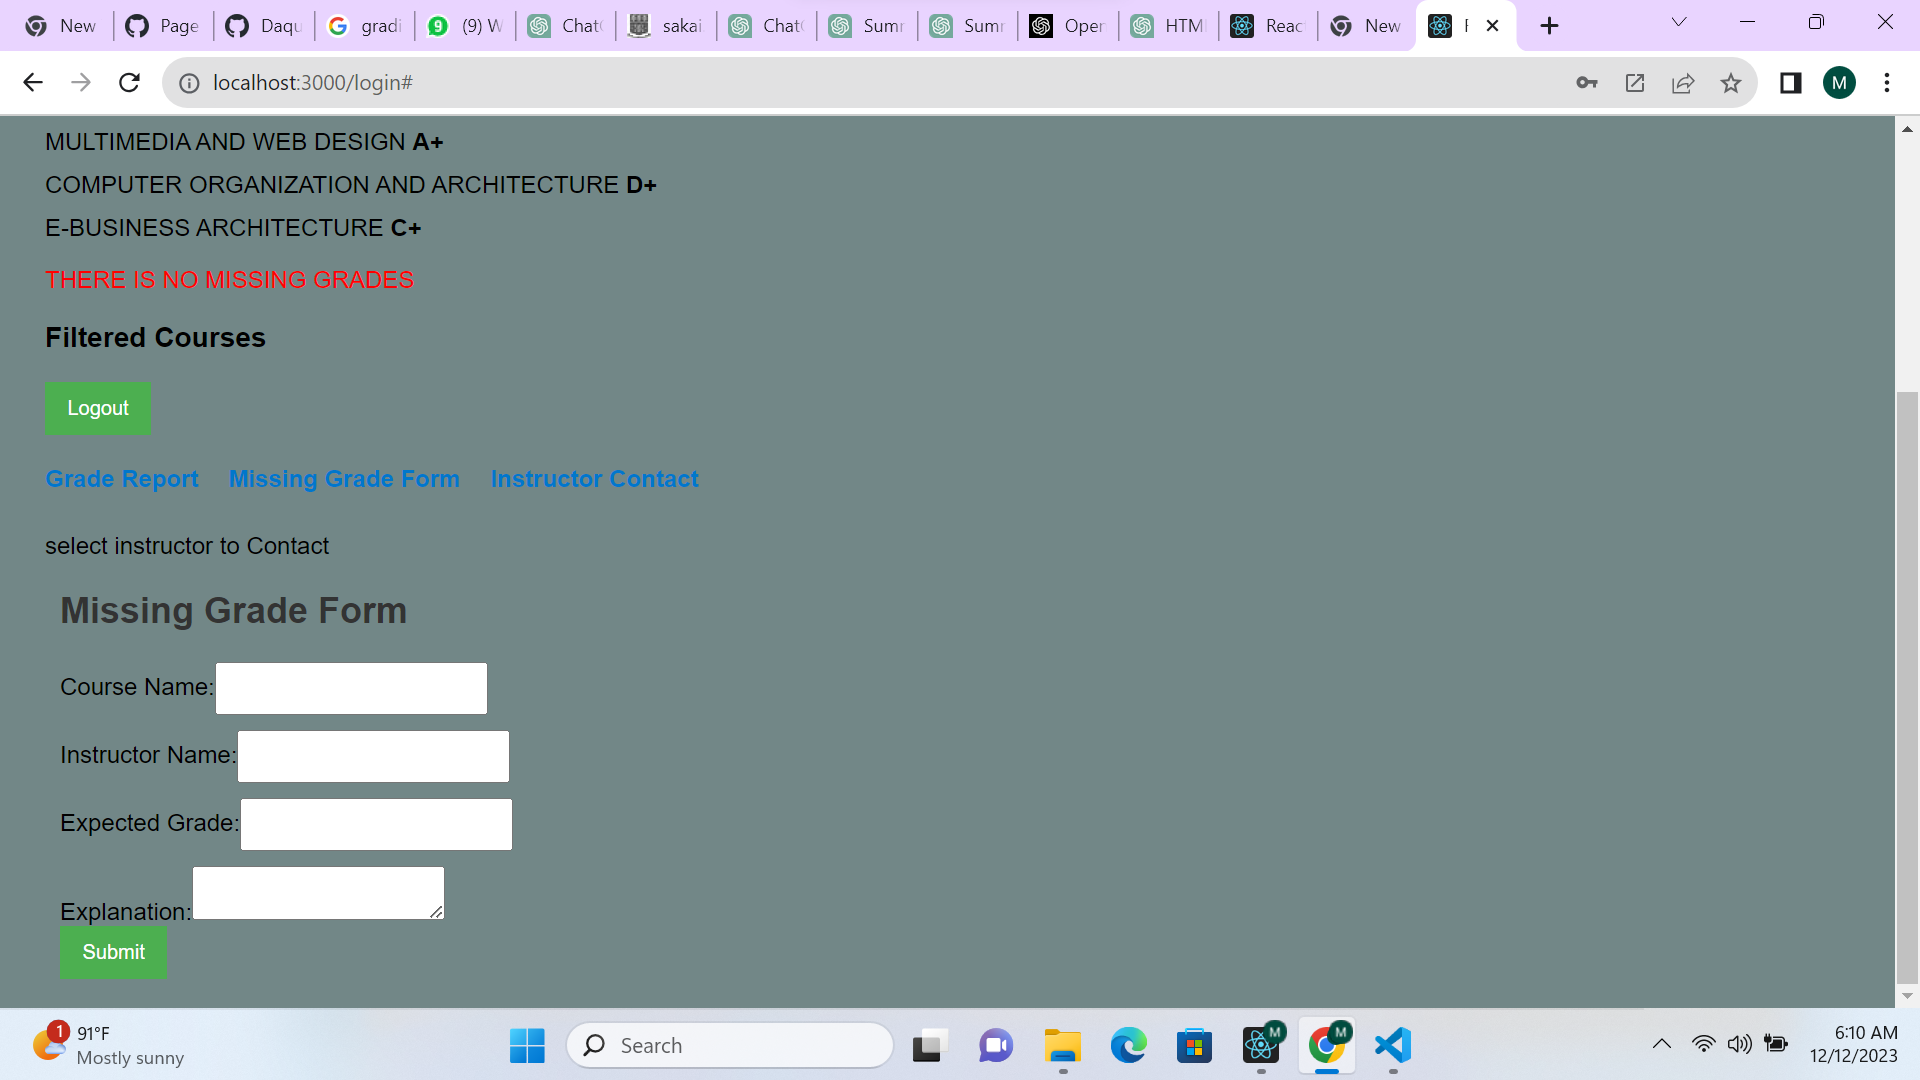 New
Page
Daqu
gradi
(9) W
Chat
sakai
Chat
Sumr
Sumr
Oper
HTM
Reac
New
localhost:3000/login#
M
MULTIMEDIA AND WEB DESIGN A+
COMPUTER ORGANIZATION AND ARCHITECTURE D+
E-BUSINESS ARCHITECTURE C+
THERE IS NO MISSING GRADES
Filtered Courses
Logout
Grade Report Missing Grade Form Instructor Contact
select instructor to Contact
Missing Grade Form
Course Name:
Instructor Name:
Expected Grade:
Explanation:
Submit
1
91°F
Mostly sunny
Search
M
M
6:10 AM
12/12/2023